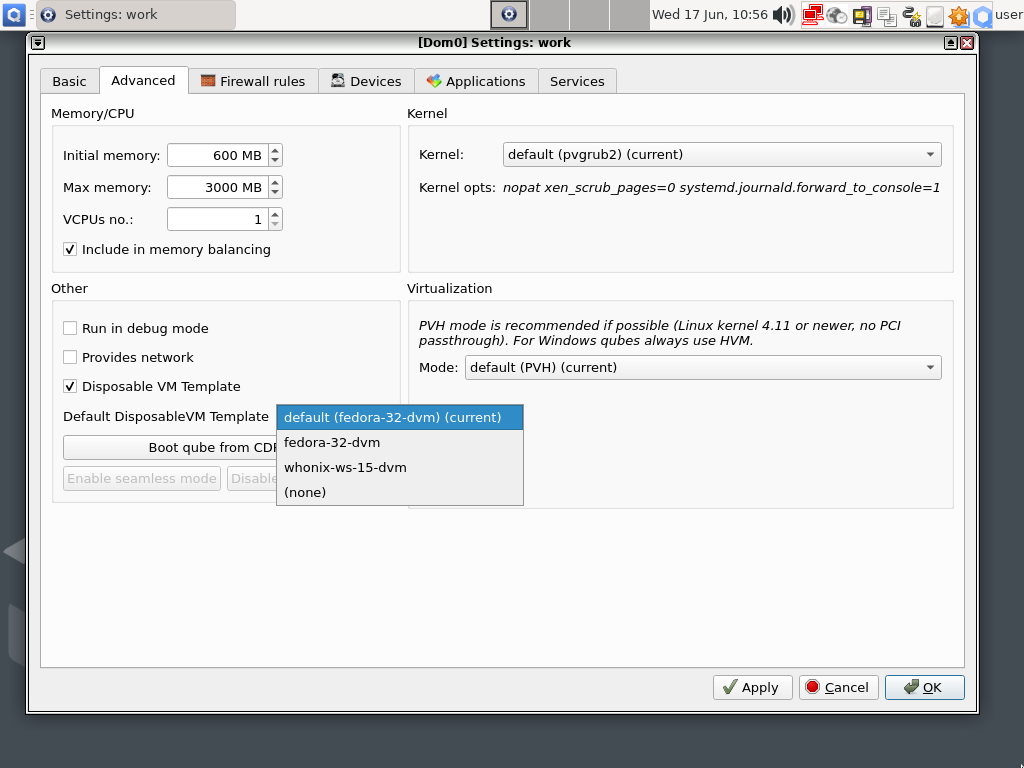 Settings: work
Wed 17 Jun, 10:56
user
[Dom0] Settings: work
Basic
Advanced
Firewall rules
Devices
Applications
Services
Memory/CPU
Initial memory: 600 MB
Max memory: 3000 MB
VCPUs no.: 1
Include in memory balancing
Kernel
Kernel: default (pvgrub2) (current)
Kernel opts: nopat xen_scrub_pages=0 systemd.journald.forward_to_console=1
Other
Run in debug mode
Provides network
Disposable VM Template
Default DisposableVM Template
default (fedora-32-dvm) (current)
fedora-32-dvm
whonix-ws-15-dvm
(none)
Boot qube from CD
Enable seamless mode
Disable
Virtualization
PVH mode is recommended if possible (Linux kernel 4.11 or newer, no PCI
passthrough). For Windows qubes always use HVM.
Mode: default (PVH) (current)
Apply
Cancel
OK